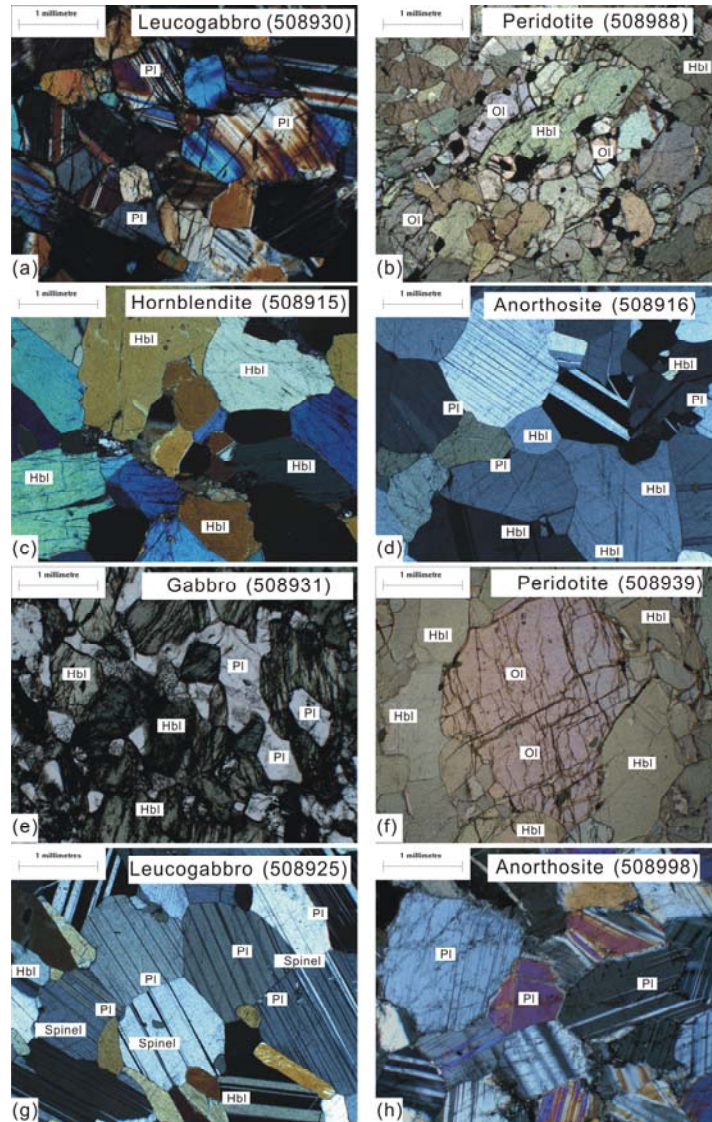 1 millimetre
Leucogabbro (508930)
Pl
Pl
Pl
(a)
1 millimetre
Peridotite (508988)
Hbl
Ol
Hbl
Ol
Ol
(b)
1 millimetre
Hornblendite (508915)
Hbl
Hbl
Hbl
Hbl
Hbl
(c)
1 millimetre
Anorthosite (508916)
Hbl
Pl
Pl
Hbl
Pl
Hbl
Hbl
Hbl
(d)
1 millimetre
Gabbro (508931)
Hbl
Pl
Pl
Hbl
Pl
Hbl
(e)
1 millimetre
Peridotite (508939)
Hbl
Hbl
Ol
Hbl
Ol
Hbl
Hbl
(f)
1 millimetres
Leucogabbro (508925)
Pl
Pl
Spinel
Hbl
Pl
Pl
Pl
Spinel
Spinel
Hbl
(g)
1 millimetre
Anorthosite (508998)
Pl
Pl
Pl
(h)